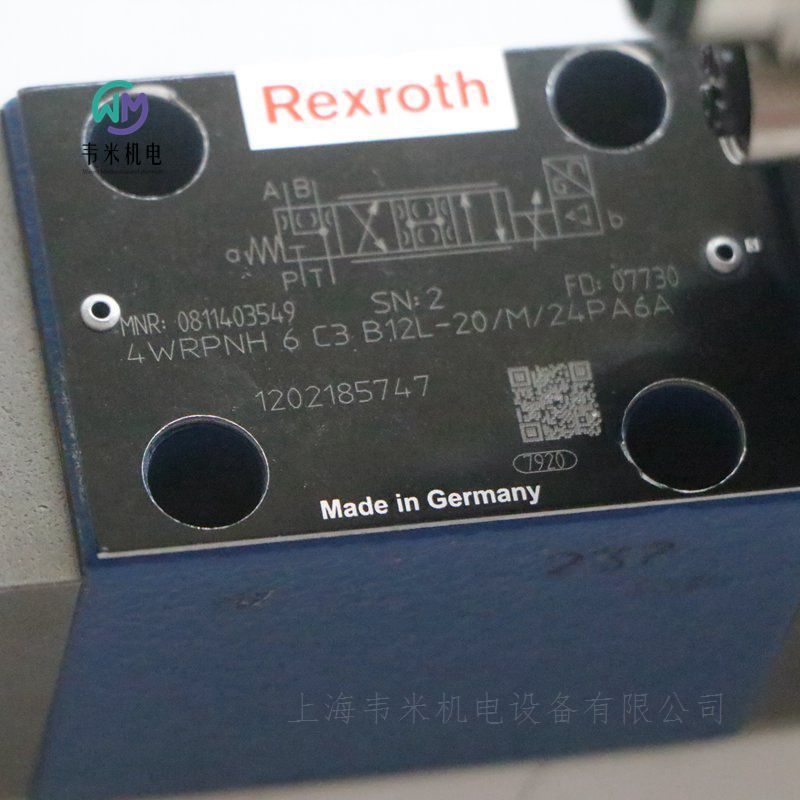 Rexroth
WM
韦米机电
A B
a
T
b
P T
MNR: 0811403549
SN: 2
FD: 07730
4WRPNH 6 C3 B12L-20/M/24PA6A
1202185747
7920
Made in Germany
上海韦米机电设备有限公司